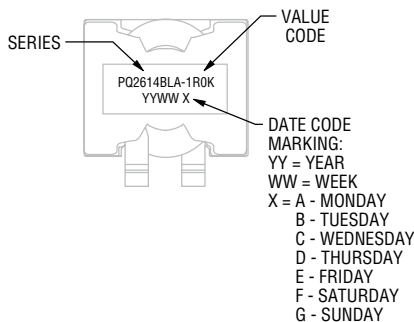 VALUE
CODE
SERIES
PQ2614BLA-1R0K
YYWW X
DATE CODE
MARKING:
YY = YEAR
WW = WEEK
X = A - MONDAY
B - TUESDAY
C - WEDNESDAY
D - THURSDAY
E - FRIDAY
F - SATURDAY
G - SUNDAY